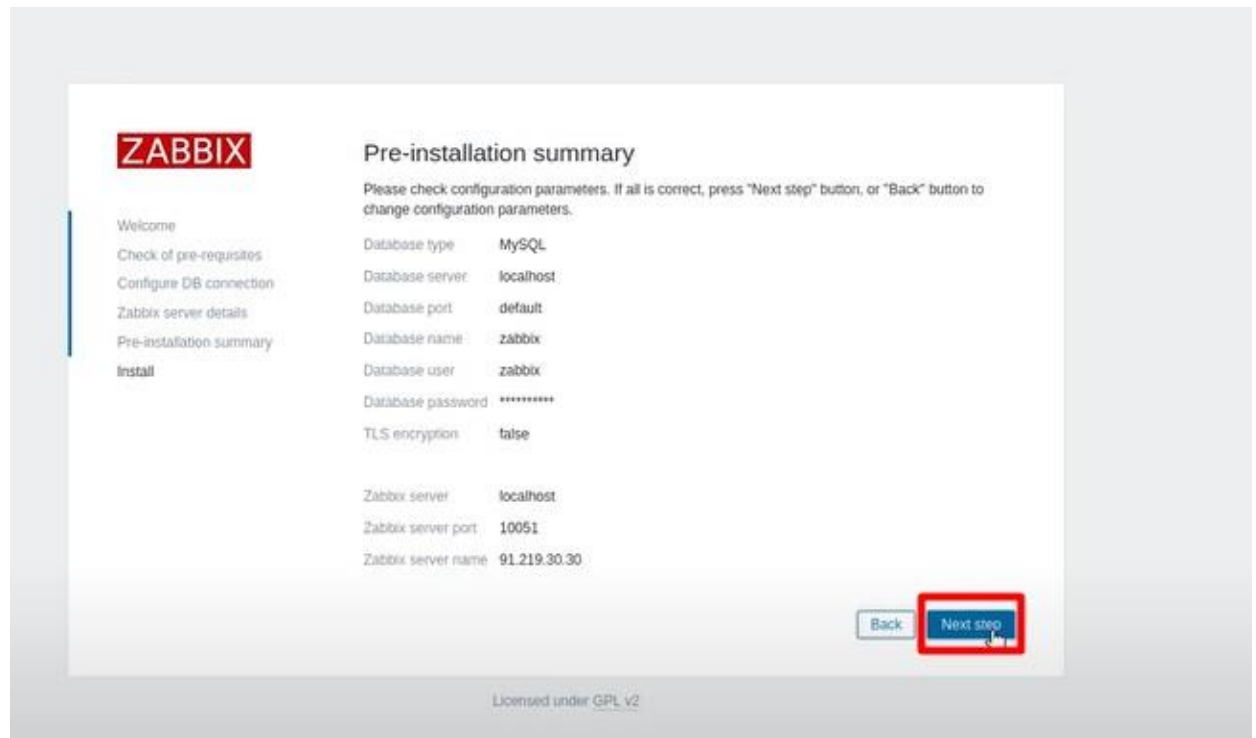 ZABBIX
Pre-installation summary
Please check configuration parameters. If all is correct, press "Next step" button, or "Back" button to
change configuration parameters.
Welcome
Check of pre-requisites
Configure DB connection
Zabbix server details
Pre-installation summary
Install
Database type MySQL
Database server localhost
Database port default
Database name zabbix
Database user zabbix
Database password **********
TLS encryption false
Zabbix server localhost
Zabbix server port 10051
Zabbix server name 91.219.30.30
Back Next step
Licensed under GPL v2